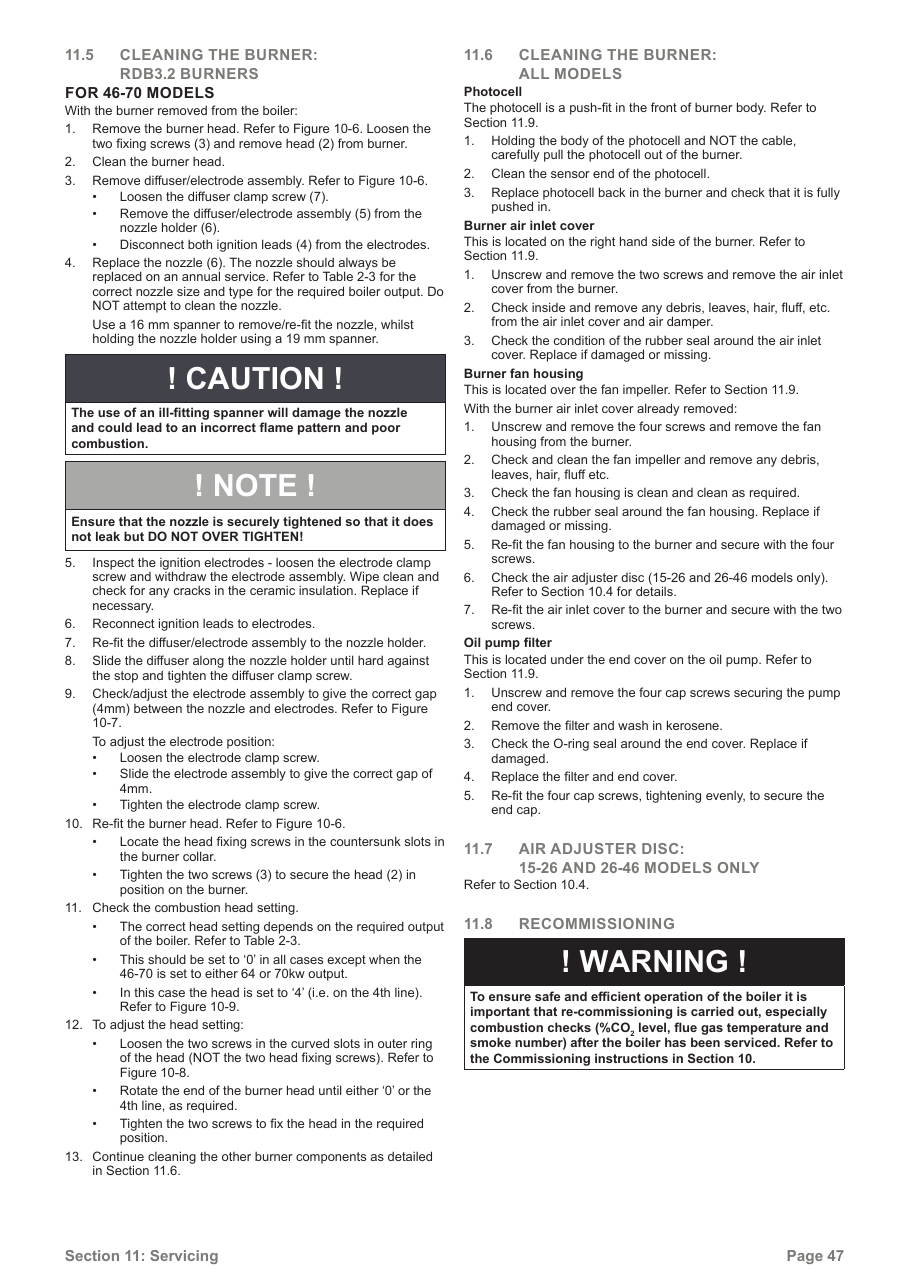 11.5 CLEANING THE BURNER:
RDB3.2 BURNERS
FOR 46-70 MODELS
With the burner removed from the boiler:
1. Remove the burner head. Refer to Figure 10-6. Loosen the
two fixing screws (3) and remove head (2) from burner.
2. Clean the burner head.
3. Remove diffuser/electrode assembly. Refer to Figure 10-6.
• Loosen the diffuser clamp screw (7).
• Remove the diffuser/electrode assembly (5) from the
nozzle holder (6).
• Disconnect both ignition leads (4) from the electrodes.
4. Replace the nozzle (6). The nozzle should always be
replaced on an annual service. Refer to Table 2-3 for the
correct nozzle size and type for the required boiler output. Do
NOT attempt to clean the nozzle.
Use a 16 mm spanner to remove/re-fit the nozzle, whilst
holding the nozzle holder using a 19 mm spanner.
! CAUTION !
The use of an ill-fitting spanner will damage the nozzle
and could lead to an incorrect flame pattern and poor
combustion.
! NOTE !
Ensure that the nozzle is securely tightened so that it does
not leak but DO NOT OVER TIGHTEN!
5. Inspect the ignition electrodes - loosen the electrode clamp
screw and withdraw the electrode assembly. Wipe clean and
check for any cracks in the ceramic insulation. Replace if
necessary.
6. Reconnect ignition leads to electrodes.
7. Re-fit the diffuser/electrode assembly to the nozzle holder.
8. Slide the diffuser along the nozzle holder until hard against
the stop and tighten the diffuser clamp screw.
9. Check/adjust the electrode assembly to give the correct gap
(4mm) between the nozzle and electrodes. Refer to Figure
10-7.
To adjust the electrode position:
• Loosen the electrode clamp screw.
• Slide the electrode assembly to give the correct gap of
4mm.
• Tighten the electrode clamp screw.
10. Re-fit the burner head. Refer to Figure 10-6.
• Locate the head fixing screws in the countersunk slots in
the burner collar.
• Tighten the two screws (3) to secure the head (2) in
position on the burner.
11. Check the combustion head setting.
• The correct head setting depends on the required output
of the boiler. Refer to Table 2-3.
• This should be set to ‘0’ in all cases except when the
46-70 is set to either 64 or 70kw output.
• In this case the head is set to ‘4’ (i.e. on the 4th line).
Refer to Figure 10-9.
12. To adjust the head setting:
• Loosen the two screws in the curved slots in outer ring
of the head (NOT the two head fixing screws). Refer to
Figure 10-8.
• Rotate the end of the burner head until either ‘0’ or the
4th line, as required.
• Tighten the two screws to fix the head in the required
position.
13. Continue cleaning the other burner components as detailed
in Section 11.6.
11.6 CLEANING THE BURNER:
ALL MODELS
Photocell
The photocell is a push-fit in the front of burner body. Refer to
Section 11.9.
1. Holding the body of the photocell and NOT the cable,
carefully pull the photocell out of the burner.
2. Clean the sensor end of the photocell.
3. Replace photocell back in the burner and check that it is fully
pushed in.
Burner air inlet cover
This is located on the right hand side of the burner. Refer to
Section 11.9.
1. Unscrew and remove the two screws and remove the air inlet
cover from the burner.
2. Check inside and remove any debris, leaves, hair, fluff, etc.
from the air inlet cover and air damper.
3. Check the condition of the rubber seal around the air inlet
cover. Replace if damaged or missing.
Burner fan housing
This is located over the fan impeller. Refer to Section 11.9.
With the burner air inlet cover already removed:
1. Unscrew and remove the four screws and remove the fan
housing from the burner.
2. Check and clean the fan impeller and remove any debris,
leaves, hair, fluff etc.
3. Check the fan housing is clean and clean as required.
4. Check the rubber seal around the fan housing. Replace if
damaged or missing.
5. Re-fit the fan housing to the burner and secure with the four
screws.
6. Check the air adjuster disc (15-26 and 26-46 models only).
Refer to Section 10.4 for details.
7. Re-fit the air inlet cover to the burner and secure with the two
screws.
Oil pump filter
This is located under the end cover on the oil pump. Refer to
Section 11.9.
1. Unscrew and remove the four cap screws securing the pump
end cover.
2. Remove the filter and wash in kerosene.
3. Check the O-ring seal around the end cover. Replace if
damaged.
4. Replace the filter and end cover.
5. Re-fit the four cap screws, tightening evenly, to secure the
end cap.
11.7 AIR ADJUSTER DISC:
15-26 AND 26-46 MODELS ONLY
Refer to Section 10.4.
11.8 RECOMMISSIONING
! WARNING !
To ensure safe and efficient operation of the boiler it is
important that re-commissioning is carried out, especially
combustion checks (%CO2 level, flue gas temperature and
smoke number) after the boiler has been serviced. Refer to
the Commissioning instructions in Section 10.
Section 11: Servicing
Page 47